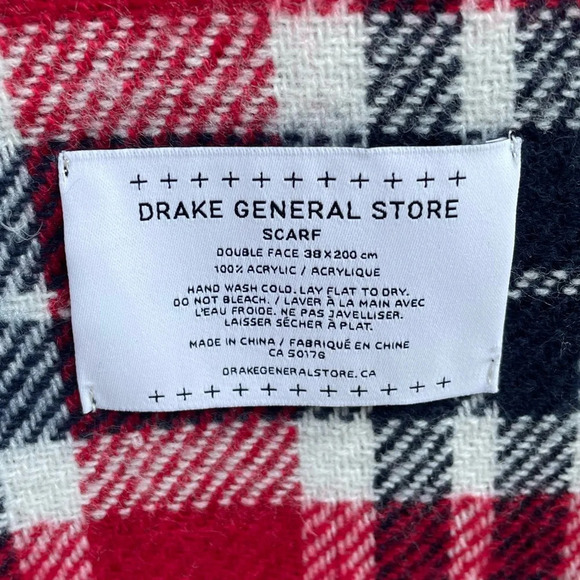 + + + + + + + + + + +
DRAKE GENERAL STORE
SCARF
DOUBLE FACE 38 X 200 cm
100% ACRYLIC / ACRYLIQUE
HAND WASH COLD. LAY FLAT TO DRY.
DO NOT BLEACH. / LAVER À LA MAIN AVEC
L'EAU FROIDE. NE PAS JAVELLISER.
LAISSER SÉCHER À PLAT.
MADE IN CHINA / FABRIQUÉ EN CHINE
CA 50176
DRAKEGENERALSTORE.CA
+ + + + + + + + + + +